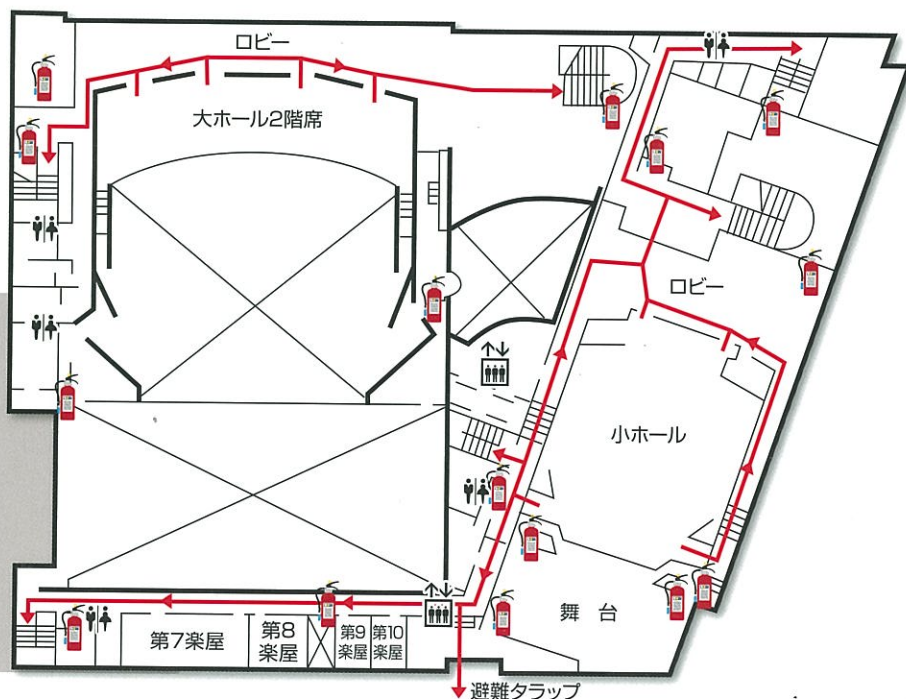 ロビー
大ホール2階席
ロビー
小ホール
舞 台
第7楽屋
第8
楽屋
第9
楽屋
第10
楽屋
避難タラップ